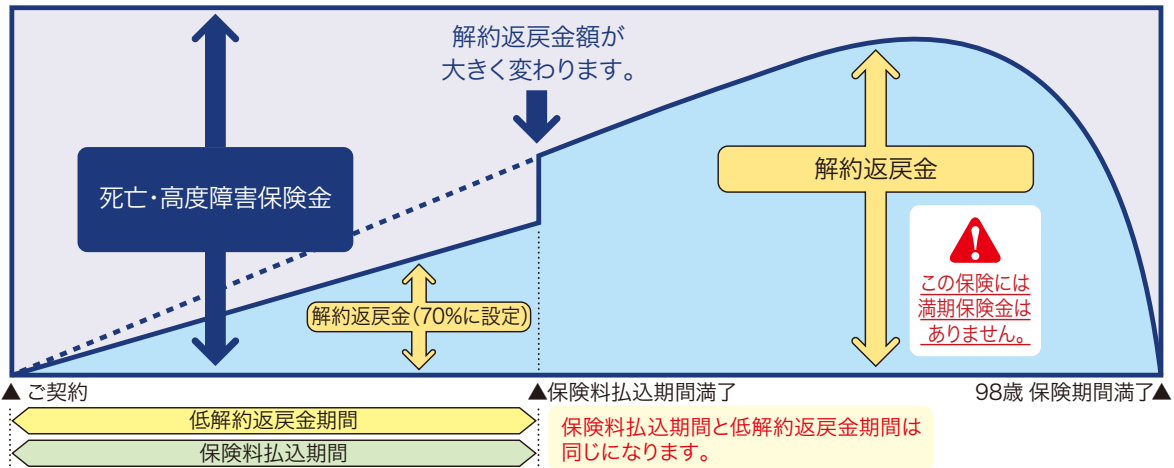 解約返戻金額が
大きく変わります。
死亡・高度障害保険金
解約返戻金
解約返戻金(70%に設定)
この保険には
満期保険金は
ありません。
▲ ご契約
▲保険料払込期間満了
98歳 保険期間満了▲
低解約返戻金期間
保険料払込期間
保険料払込期間と低解約返戻金期間は
同じになります。